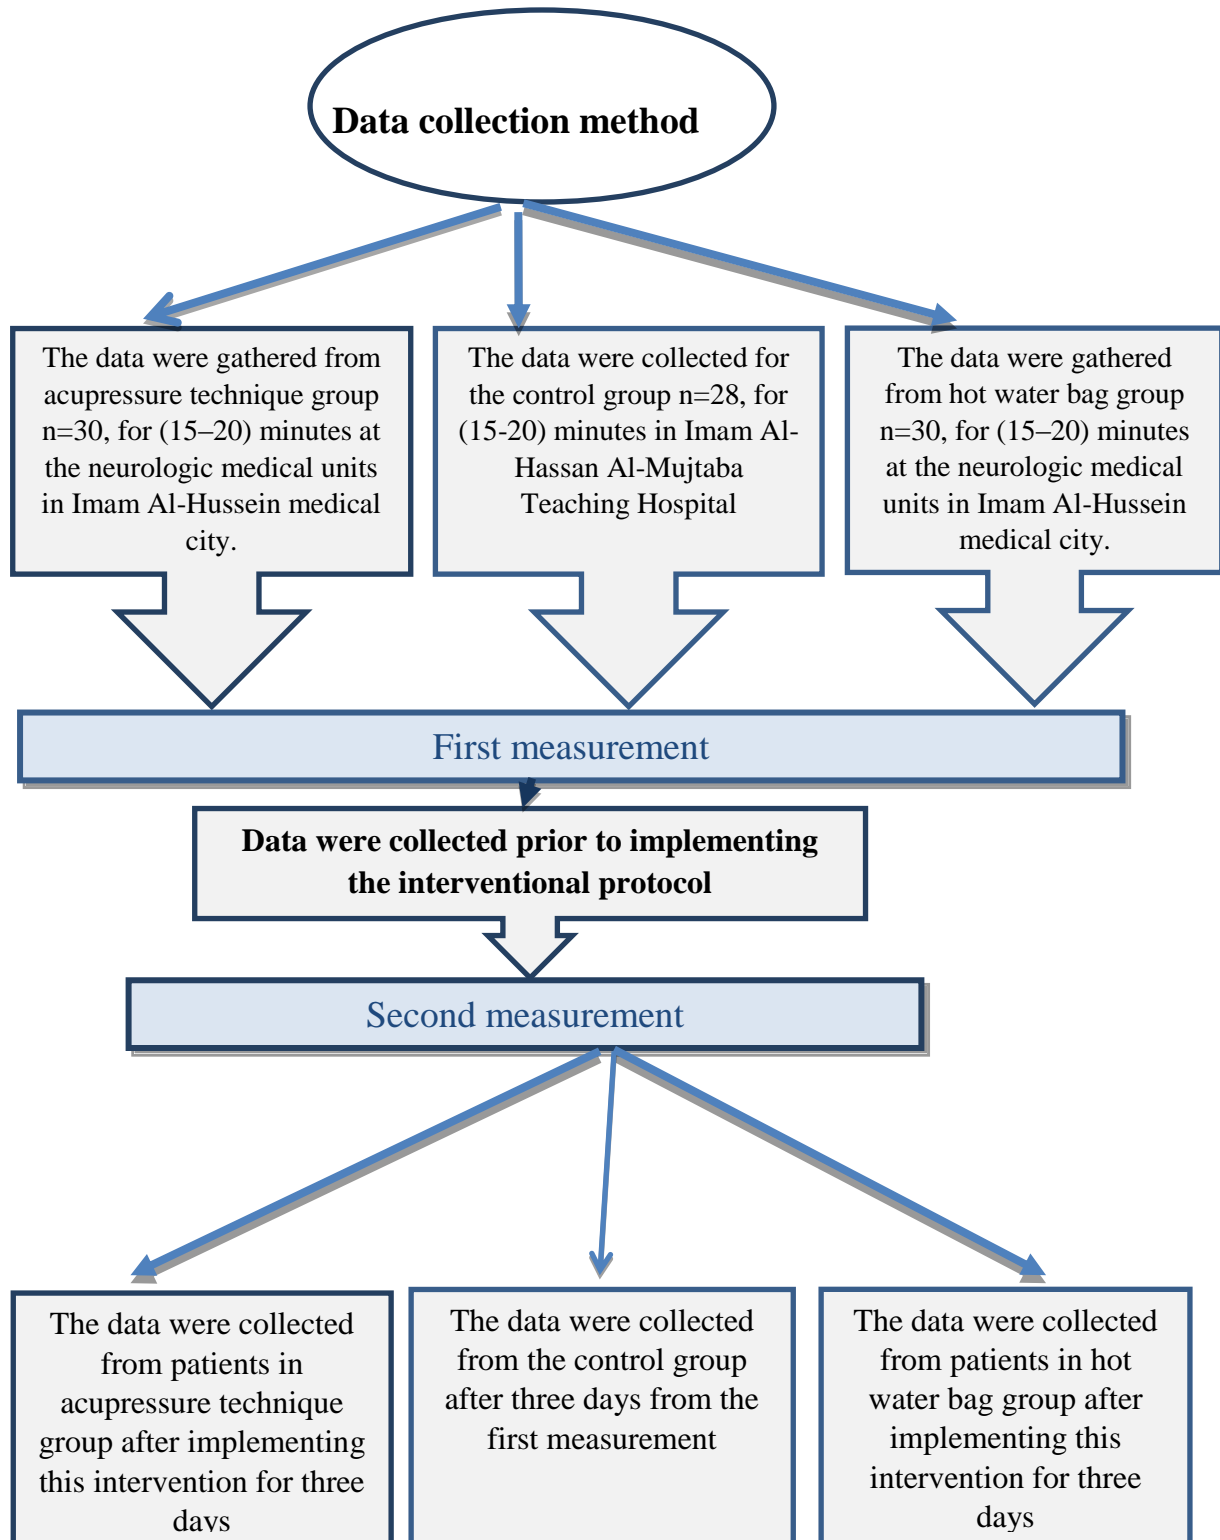 Data collection method
The data were gathered from
acupressure technique group
n=30, for (15–20) minutes at
the neurologic medical units
in Imam Al-Hussein medical
city.
The data were collected for
the control group n=28, for
(15-20) minutes in Imam Al-
Hassan Al-Mujtaba
Teaching Hospital
The data were gathered
from hot water bag group
n=30, for (15–20) minutes
at the neurologic medical
units in Imam Al-Hussein
medical city.
First measurement
Data were collected prior to implementing
the interventional protocol
Second measurement
The data were collected
from patients in
acupressure technique
group after implementing
this intervention for three
days
The data were collected
from the control group
after three days from the
first measurement
The data were collected
from patients in hot
water bag group after
implementing this
intervention for three
days